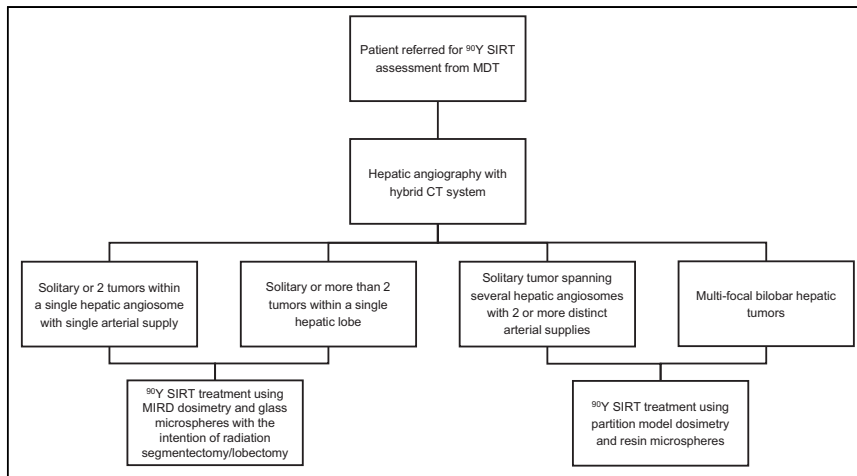 Patient referred for ⁹⁰Y SIRT
assessment from MDT
Hepatic angiography with
hybrid CT system
Solitary or 2 tumors within
a single hepatic angiosome
with single arterial supply
Solitary or more than 2
tumors within a single
hepatic lobe
Solitary tumor spanning
several hepatic angiosomes
with 2 or more distinct
arterial supplies
Multi-focal bilobar hepatic
tumors
⁹⁰Y SIRT treatment using
MIRD dosimetry and glass
microspheres with the
intention of radiation
segmentectomy/lobectomy
⁹⁰Y SIRT treatment using
partition model dosimetry
and resin microspheres